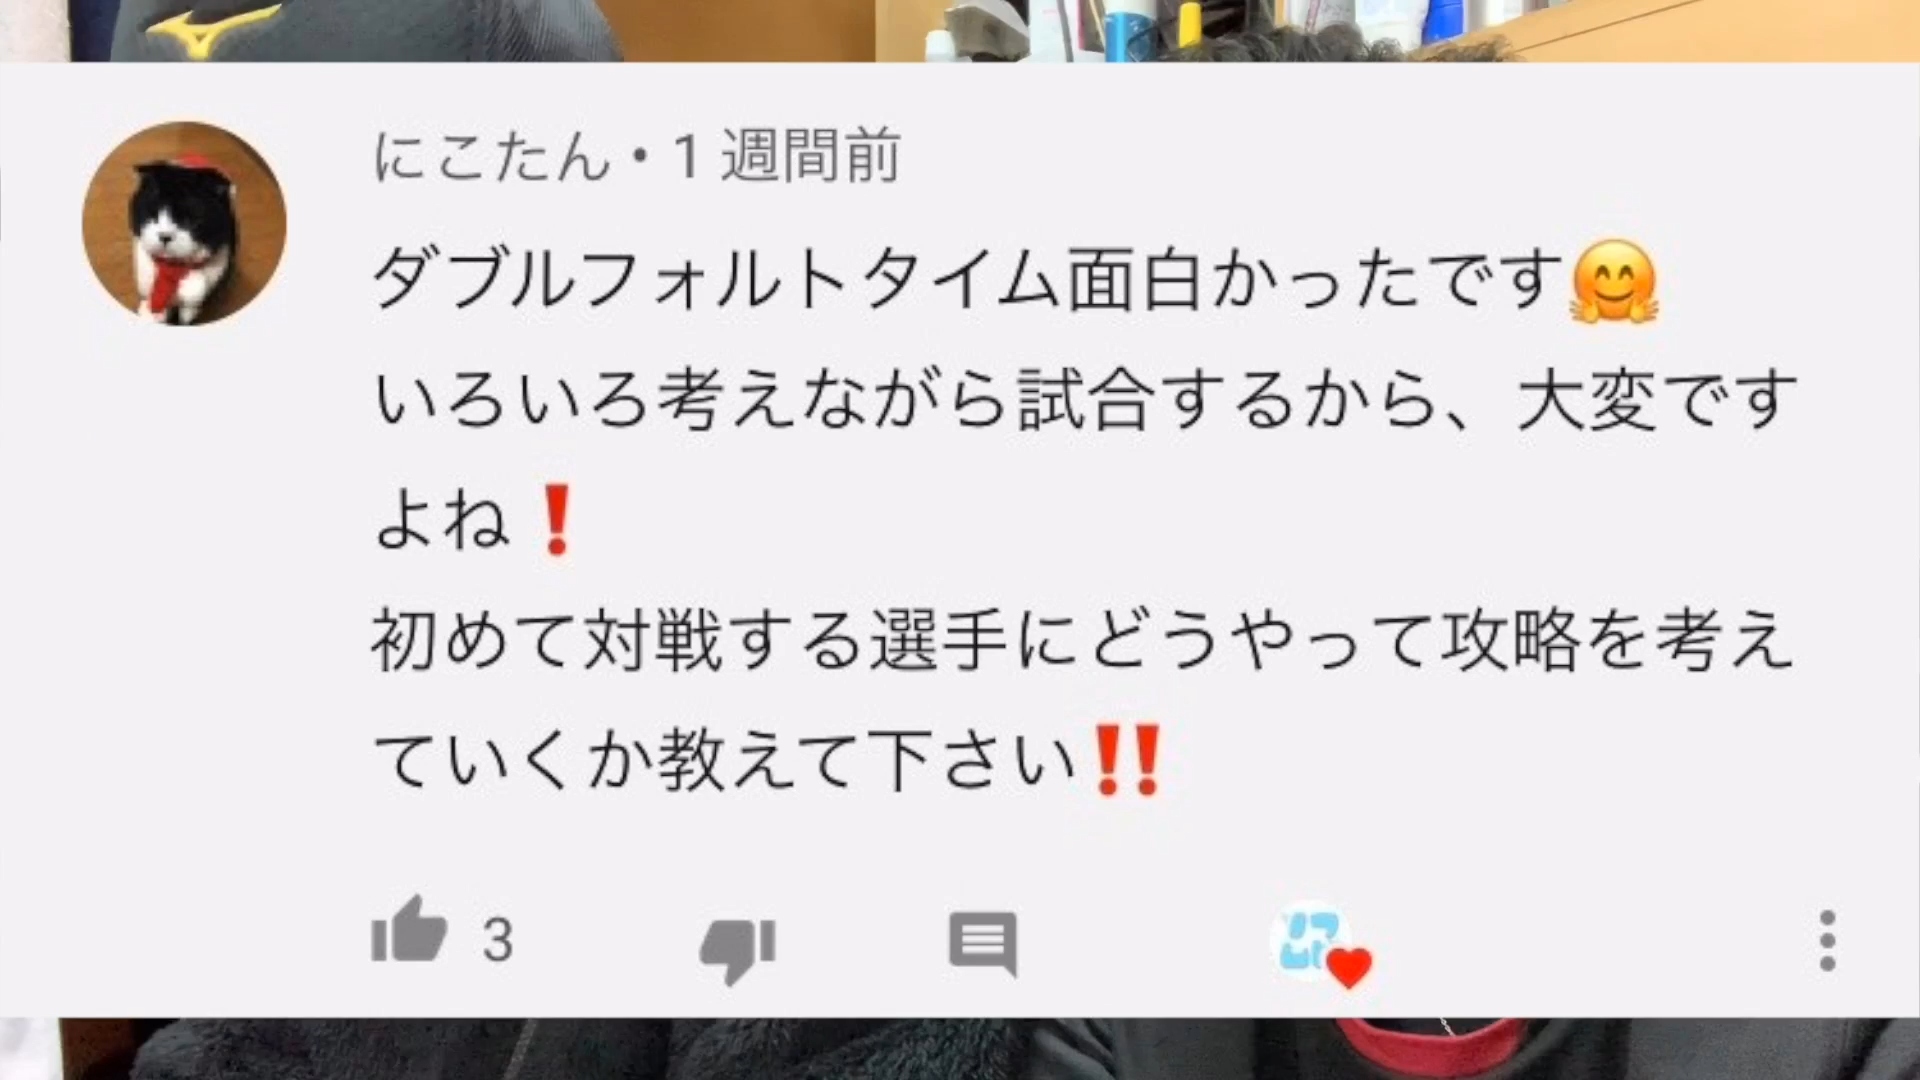 にこたん・1 週間前
ダブルフォルトタイム面白かったです🤗
いろいろ考えながら試合するから、大変です
よね❗
初めて対戦する選手にどうやって攻略を考え
ていくか教えて下さい‼️
3